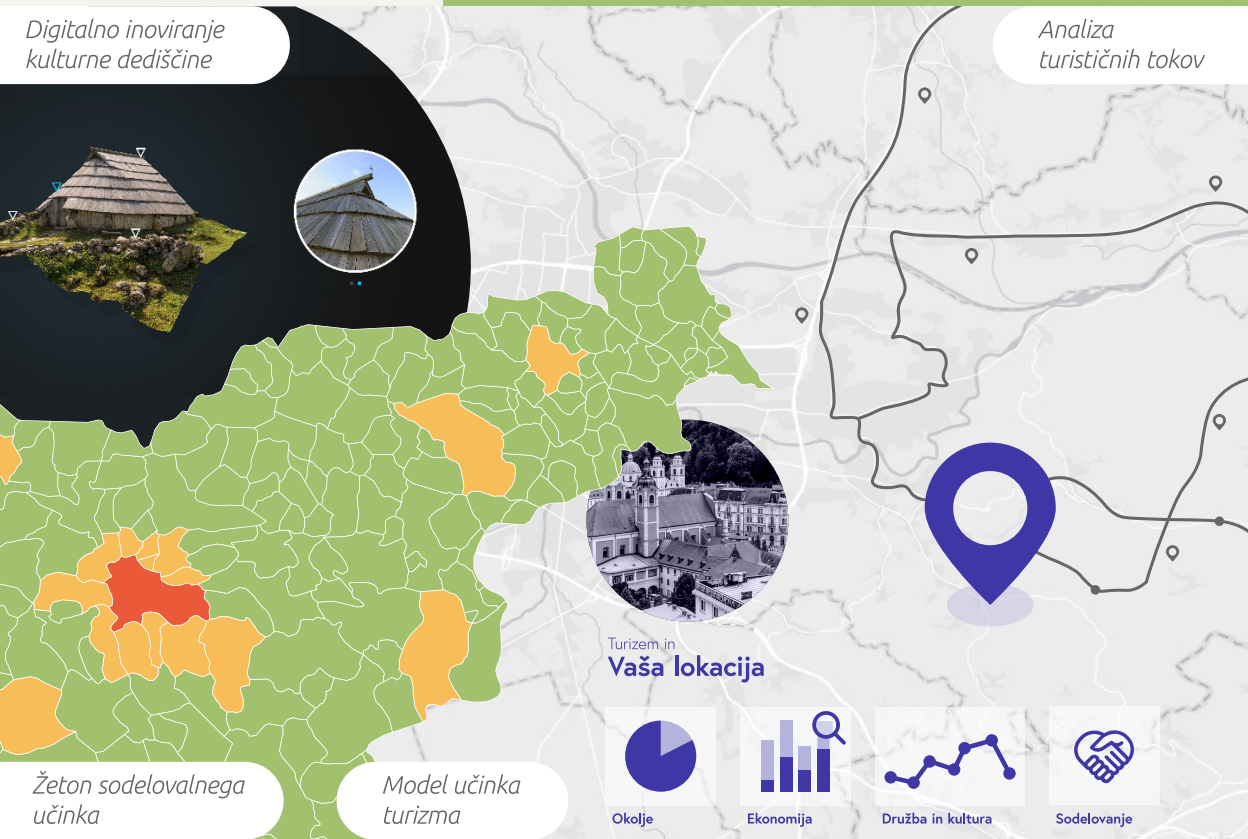 Digitalno inoviranje
kulturne dediščine
Analiza
turističnih tokov
Turizem in
Vaša lokacija
Okolje
Ekonomija
Družba in kultura
Sodelovanje
Žeton sodelovalnega
učinka
Model učinka
turizma